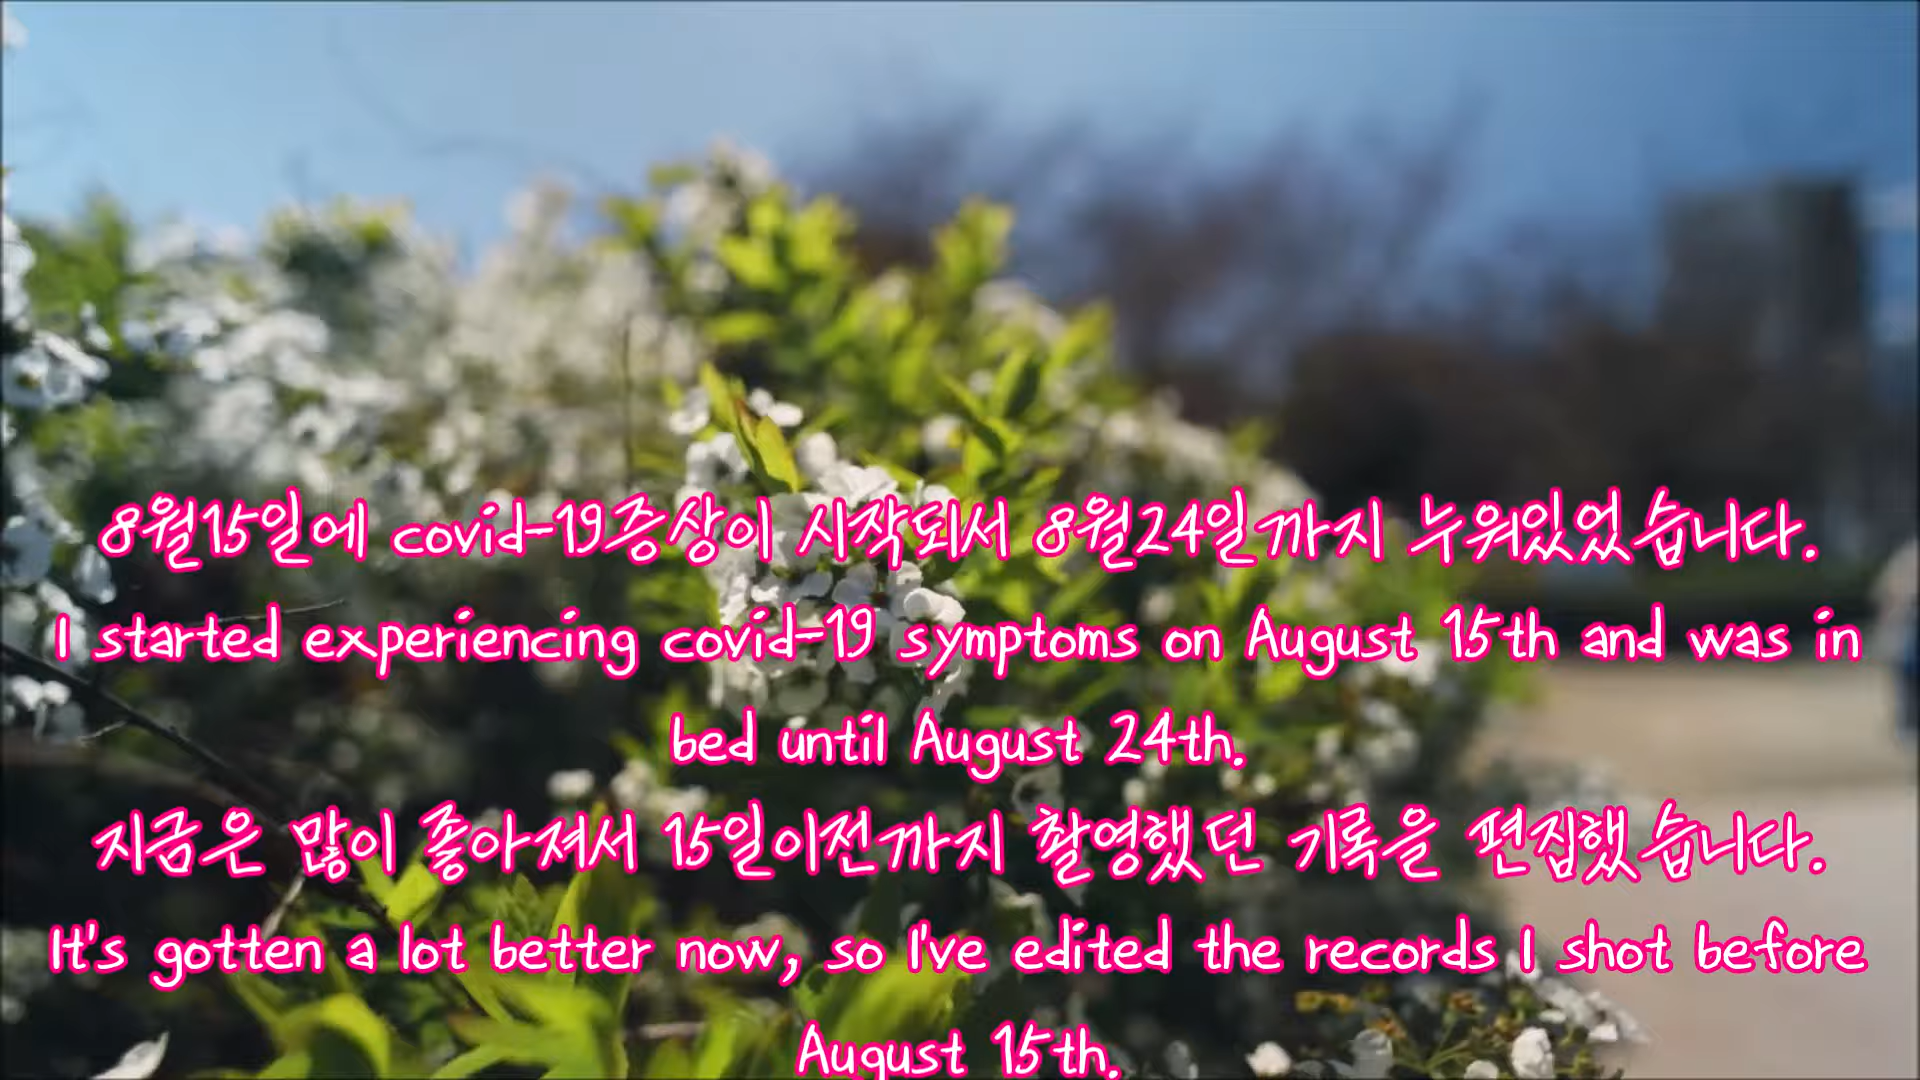 8월15일에 covid-19증상이 시작되서 8월24일까지 누워있었습니다.
I started experiencing covid-19 symptoms on August 15th and was in
bed until August 24th.
지금은 많이 좋아져서 15일이전까지 촬영했던 기록을 편집했습니다.
It's gotten a lot better now, so I've edited the records I shot before
August 15th.